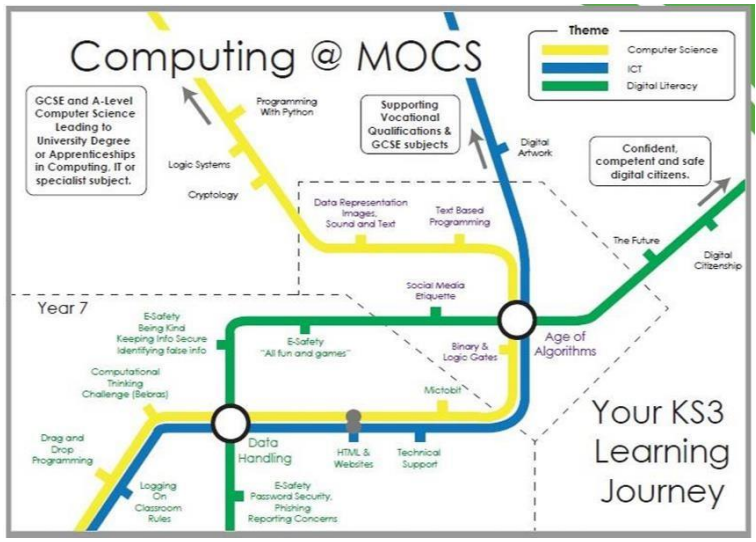 Computing @ MOCS
Theme
Computer Science
ICT
Digital Literacy
GCSE and A-Level
Computer Science
Leading to
University Degree
or Apprenticeships
in Computing, IT or
specialist subject.
Programming
With Python
Logic Systems
Cryptology
Supporting
Vocational
Qualifications &
GCSE subjects
Digital
Artwork
Confident,
competent and safe
digital citizens.
Data Representation
Images,
Sound and Text
Text Based
Programming
The Future
Digital
Citizenship
Social Media
Etiquette
Year 7
E-Safety
Being Kind
Keeping Info Secure
Identifying false info
E-Safety
"All fun and games"
Binary &
Logic Gates
Age of
Algorithms
Computational
Thinking
Challenge (Bebras)
Mictobit
Drag and
Drop
Programming
Data
Handling
HTML &
Websites
Technical
Support
Logging
On
Classroom
Rules
E-Safety
Password Security,
Phishing
Reporting Concerns
Your KS3
Learning
Journey